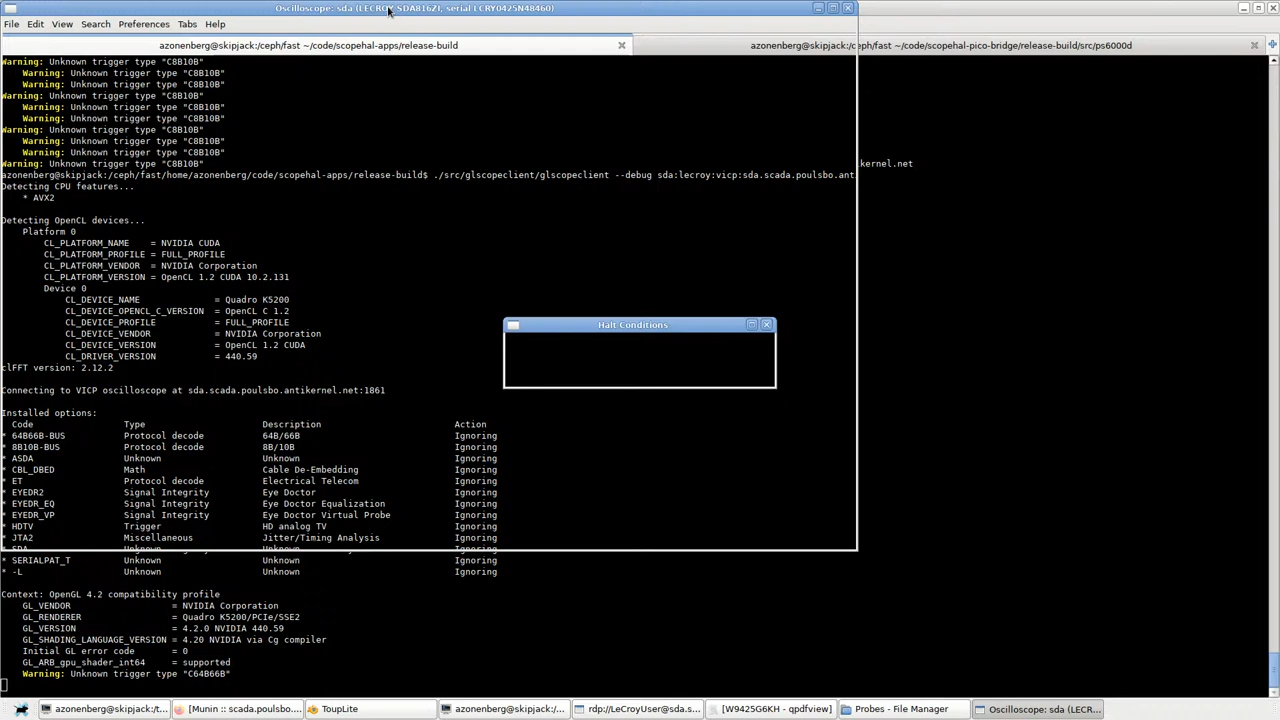 Oscilloscope: sda (LECROY SDA816ZI, serial LCRY0425N48460)
File Edit View Search Preferences Tabs Help
azonenberg@skipjack:/ceph/fast ~/code/scopehal-apps/release-build
azonenberg@skipjack:/ceph/fast ~/code/scopehal-pico-bridge/release-build/src/ps6000d
Warning: Unknown trigger type "C8B10B"
Warning: Unknown trigger type "C8B10B"
Warning: Unknown trigger type "C8B10B"
Warning: Unknown trigger type "C8B10B"
Warning: Unknown trigger type "C8B10B"
Warning: Unknown trigger type "C8B10B"
Warning: Unknown trigger type "C8B10B"
Warning: Unknown trigger type "C8B10B"
Warning: Unknown trigger type "C8B10B"
Warning: Unknown trigger type "C8B10B"
kernel.net
azonenberg@skipjack:/ceph/fast/home/azonenberg/code/scopehal-apps/release-build$ ./src/glscopeclient/glscopeclient --debug sda:lecroy:vicp:sda.scada.poulsbo.ant
Detecting CPU features...
* AVX2
Detecting OpenCL devices...
Platform 0
CL_PLATFORM_NAME = NVIDIA CUDA
CL_PLATFORM_PROFILE = FULL_PROFILE
CL_PLATFORM_VENDOR = NVIDIA Corporation
CL_PLATFORM_VERSION = OpenCL 1.2 CUDA 10.2.131
Device 0
CL_DEVICE_NAME = Quadro K5200
CL_DEVICE_OPENCL_C_VERSION = OpenCL C 1.2
CL_DEVICE_PROFILE = FULL_PROFILE
CL_DEVICE_VENDOR = NVIDIA Corporation
CL_DEVICE_VERSION = OpenCL 1.2 CUDA
CL_DRIVER_VERSION = 440.59
clFFT version: 2.12.2
Halt Conditions
Connecting to VICP oscilloscope at sda.scada.poulsbo.antikernel.net:1861
Installed options:
Code Type Description Action
* 64B66B-BUS Protocol decode 64B/66B Ignoring
* 8B10B-BUS Protocol decode 8B/10B Ignoring
* ASDA Unknown Unknown Ignoring
* CBL_DBED Math Cable De-Embedding Ignoring
* ET Protocol decode Electrical Telecom Ignoring
* EYEDR2 Signal Integrity Eye Doctor Ignoring
* EYEDR_EQ Signal Integrity Eye Doctor Equalization Ignoring
* EYEDR_VP Signal Integrity Eye Doctor Virtual Probe Ignoring
* HDTV Trigger HD analog TV Ignoring
* JTA2 Miscellaneous Jitter/Timing Analysis Ignoring
* SDA Unknown Unknown Ignoring
* SERIALPAT_T Unknown Unknown Ignoring
* -L Unknown Unknown Ignoring
Context: OpenGL 4.2 compatibility profile
GL_VENDOR = NVIDIA Corporation
GL_RENDERER = Quadro K5200/PCIe/SSE2
GL_VERSION = 4.2.0 NVIDIA 440.59
GL_SHADING_LANGUAGE_VERSION = 4.20 NVIDIA via Cg compiler
Initial GL error code = 0
GL_ARB_gpu_shader_int64 = supported
Warning: Unknown trigger type "C64B66B"
azonenberg@skipjack:/t... [Munin :: scada.poulsbo.... ToupLite azonenberg@skipjack:/... rdp://LeCroyUser@sda.s... [W9425G6KH - qpdfview] Probes - File Manager Oscilloscope: sda (LECR...